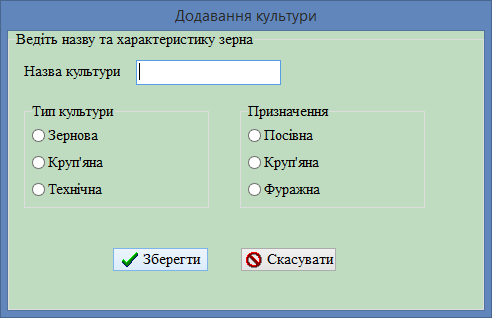 Додавання культури
Ведіть назву та характеристику зерна
Назва культури
Тип культури
Зернова
Круп'яна
Технічна
Призначення
Посівна
Круп'яна
Фуражна
Зберегти
Скасувати